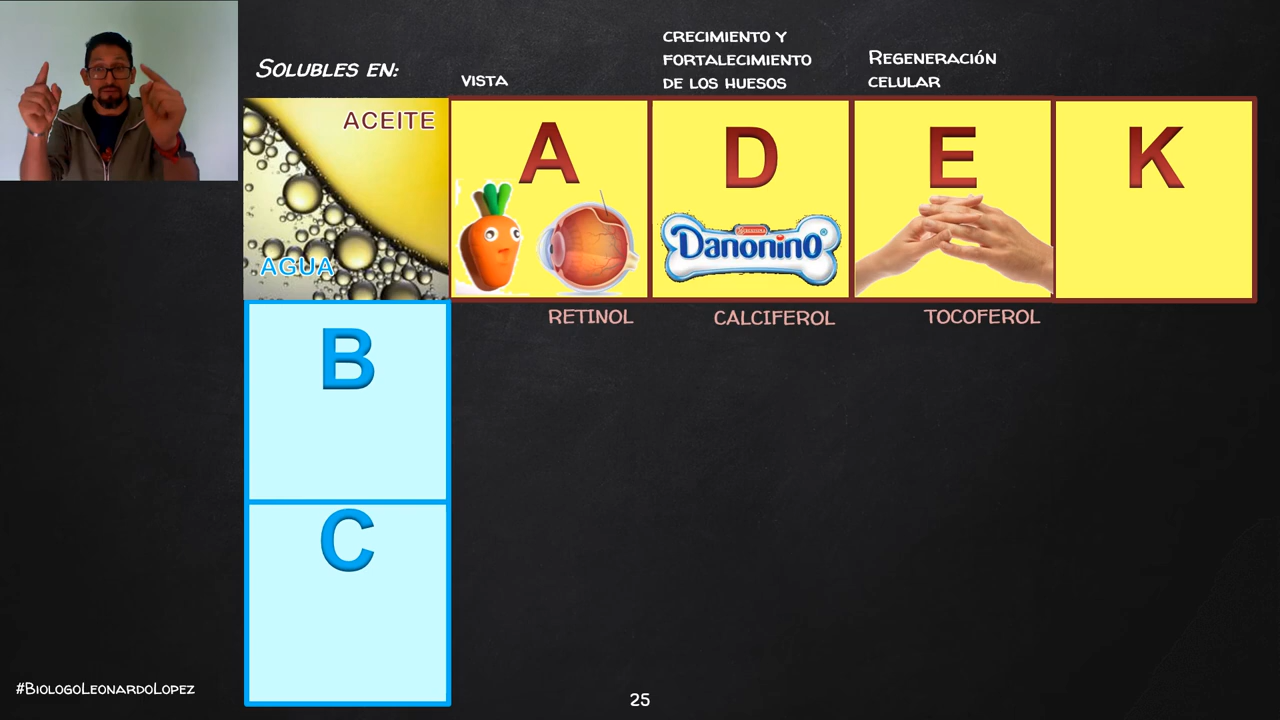 Solubles en:
vista
crecimiento y
fortalecimiento
de los huesos
Regeneración
celular
ACEITE
AGUA
A
D
Danonino
E
K
RETINOL
CALCIFEROL
TOCOFEROL
B
C
#BiologoLeonardoLopez
25